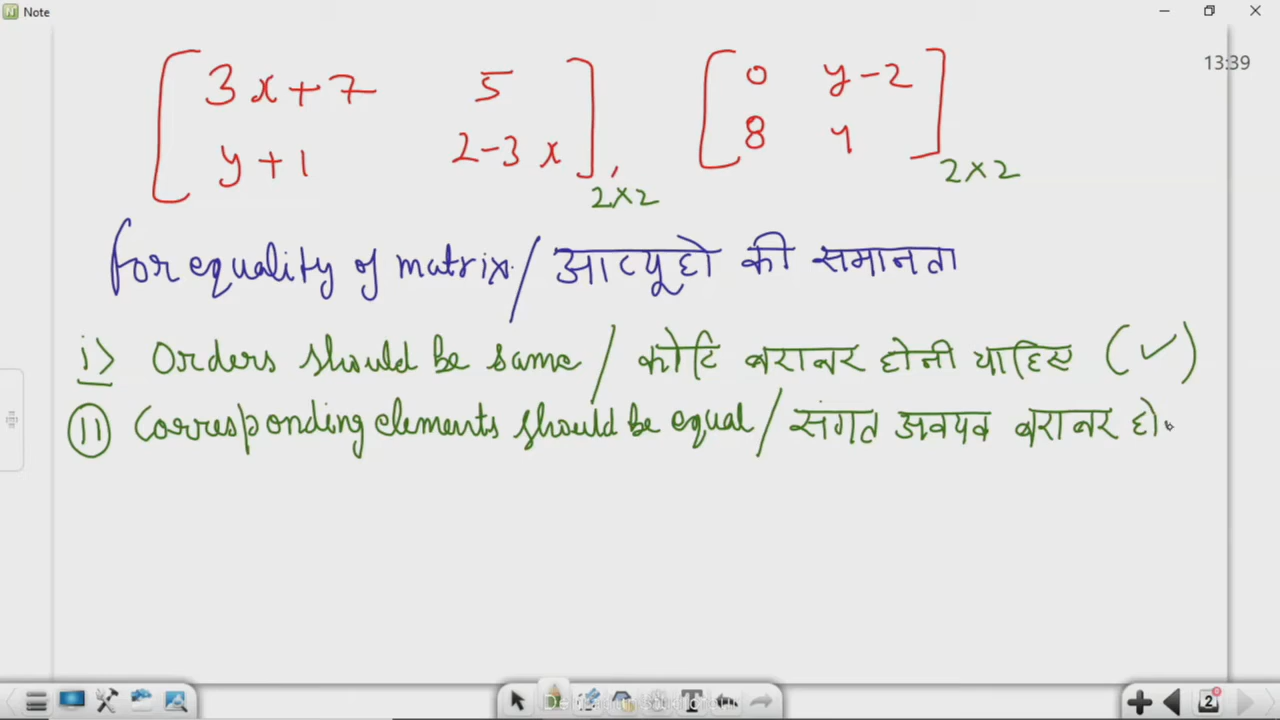 Note
13:39
3x+7 5 0 y-2
y+1 2-3x , 8 4
2×2 2×2
For equality of matrix / आव्यूहो की समानता
i) Orders should be same / कोटि बराबर होनी चाहिए (✓)
(11) Corresponding elements should be equal / संगत अवयव बराबर हो
2